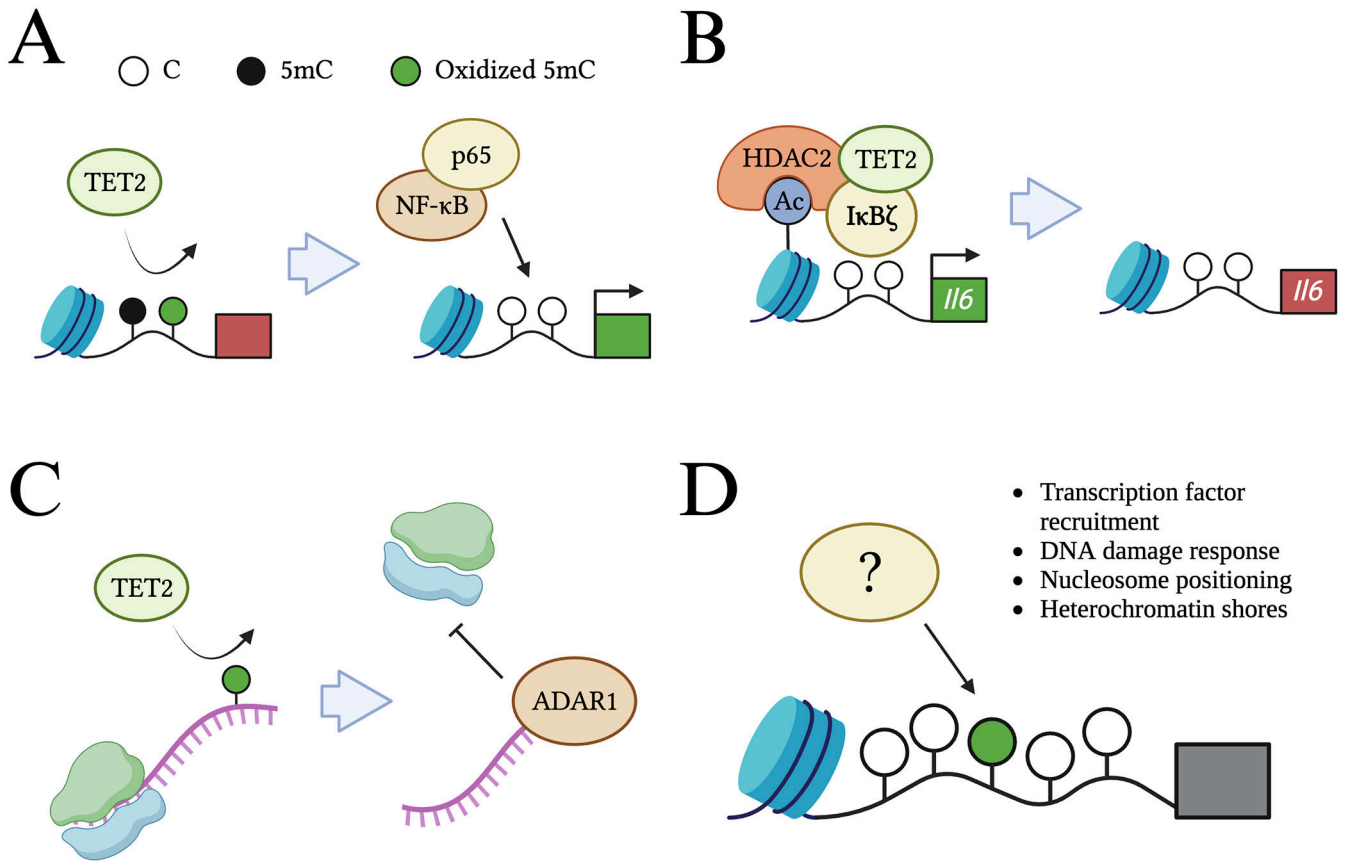 A
C
5mC
Oxidized 5mC
TET2
p65
NF-κB
B
HDAC2
TET2
Ac
IκBζ
Il6
Il6
C
TET2
ADAR1
D
?
• Transcription factor
recruitment
• DNA damage response
• Nucleosome positioning
• Heterochromatin shores